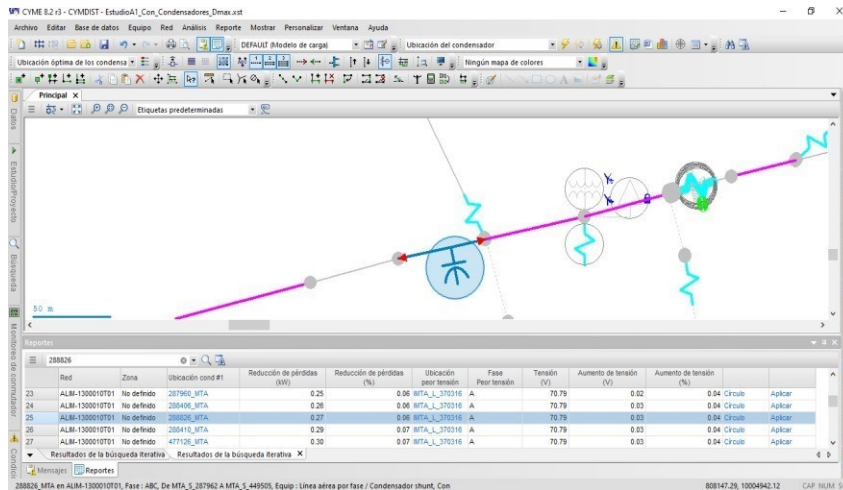 CYME 8.2 r3 - CYMDIST - EstudioA1_Con_Condensadores_Dmax.xst
Archivo Editar Base de datos Equipo Red Análisis Reporte Mostrar Personalizar Ventana Ayuda
DEFAULT (Modelo de carga) Ubicación del condensador
Ubicación óptima de los condensa Ningún mapa de colores
Principal X
Etiquetas predeterminadas
Datos
Estudio/Proyecto
Búsqueda
Monitoreo de conmutador
Condició
50 m
Reportes
288826
Red Zona Ubicación cond #1 Reducción de pérdidas (kW) Reducción de pérdidas (%) Ubicación peor tensión Fase Peor tensión Tensión (V) Aumento de tensión (V) Aumento de tensión (%)
23 ALIM-1300010T01 No definido 287960_MTA 0.25 0.06 MTA_L_370316 A 70.79 0.02 0.04 Círculo Aplicar
24 ALIM-1300010T01 No definido 288406_MTA 0.26 0.06 MTA_L_370316 A 70.79 0.03 0.04 Círculo Aplicar
25 ALIM-1300010T01 No definido 288826_MTA 0.27 0.06 MTA_L_370316 A 70.79 0.03 0.04 Círculo Aplicar
26 ALIM-1300010T01 No definido 288410_MTA 0.29 0.07 MTA_L_370316 A 70.79 0.03 0.04 Círculo Aplicar
27 ALIM-1300010T01 No definido 477126_MTA 0.30 0.07 MTA_L_370316 A 70.79 0.03 0.04 Círculo Aplicar
Resultados de la búsqueda iterativa Resultados de la búsqueda iterativa X
Mensajes Reportes
288826_MTA en ALIM-1300010T01, Fase : ABC, De MTA_S_287962 A MTA_S_449505, Equip : Línea aérea por fase / Condensador shunt, Con 808147.29, 10004942.12 CAP NUM S